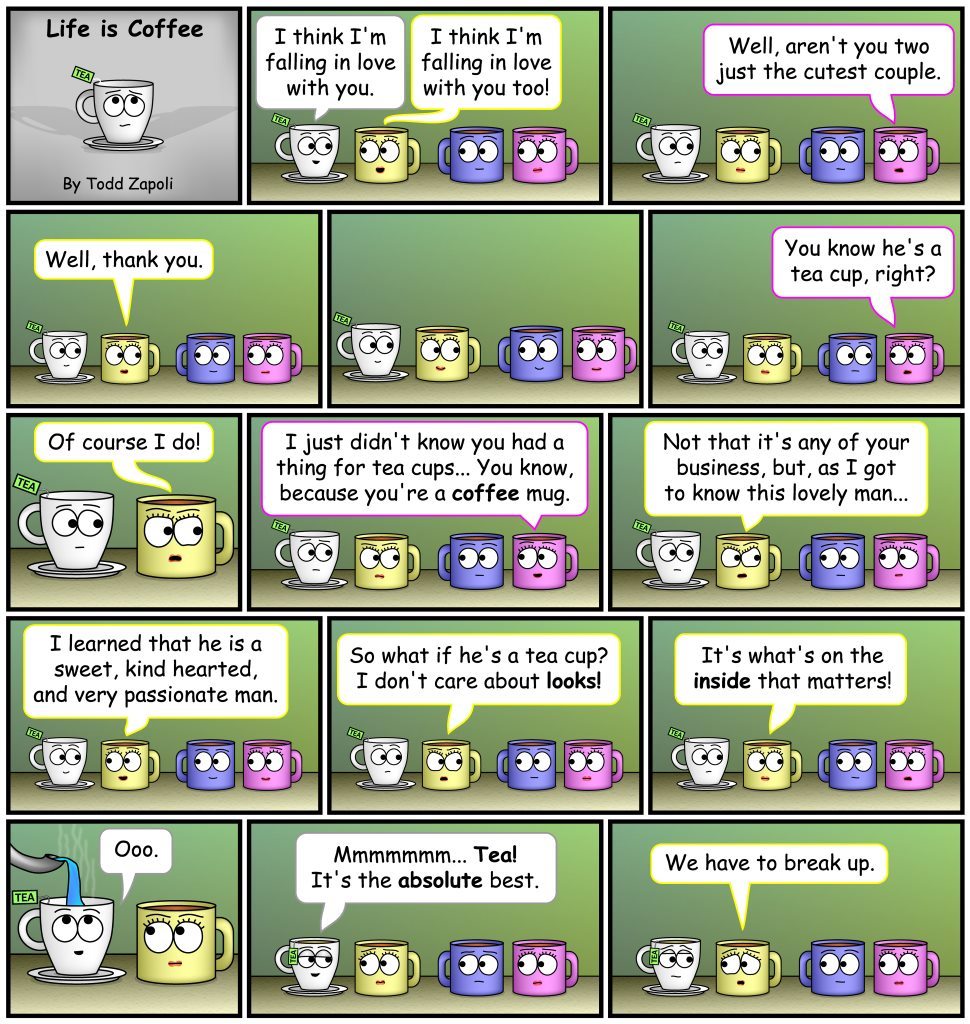 Life is Coffee
TEA
By Todd Zapoli
I think I'm
falling in love
with you.
I think I'm
falling in love
with you too!
TEA
Well, aren't you two
just the cutest couple.
TEA
Well, thank you.
TEA
TEA
You know he's a
tea cup, right?
TEA
Of course I do!
TEA
I just didn't know you had a
thing for tea cups... You know,
because you're a coffee mug.
TEA
Not that it's any of your
business, but, as I got
to know this lovely man...
TEA
I learned that he is a
sweet, kind hearted,
and very passionate man.
TEA
So what if he's a tea cup?
I don't care about looks!
TEA
It's what's on the
inside that matters!
TEA
Ooo.
TEA
Mmmmmmm... Tea!
It's the absolute best.
TEA
We have to break up.
TEA